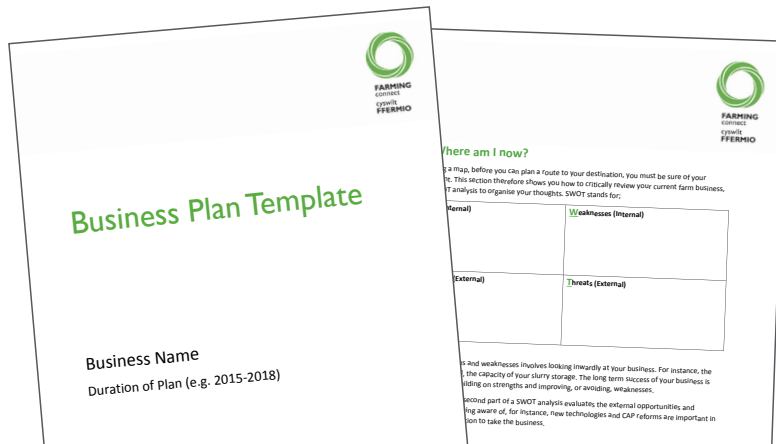 FARMING
connect
cyswllt
FFERMIO
Business Plan Template
Business Name
Duration of Plan (e.g. 2015-2018)
FARMING
connect
cyswllt
FFERMIO
here am I now?
a map, before you can plan a route to your destination, you must be sure of your
This section therefore shows you how to critically review your current farm business,
analysis to organise your thoughts. SWOT stands for;
Weaknesses (Internal)
(External)
Threats (External)
and weaknesses involves looking inwardly at your business. For instance, the
, the capacity of your slurry storage. The long term success of your business is
ilding on strengths and improving, or avoiding, weaknesses.
second part of a SWOT analysis evaluates the external opportunities and
ing aware of, for instance, new technologies and CAP reforms are important in
ion to take the business.